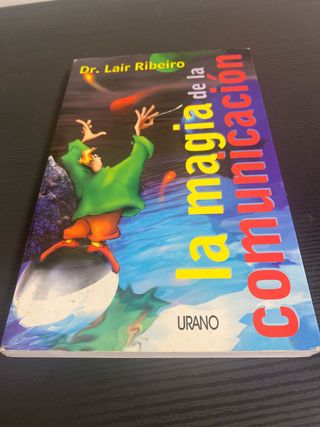 Dr. Lair Ribeiro
la magia de la
comunicación
URANO